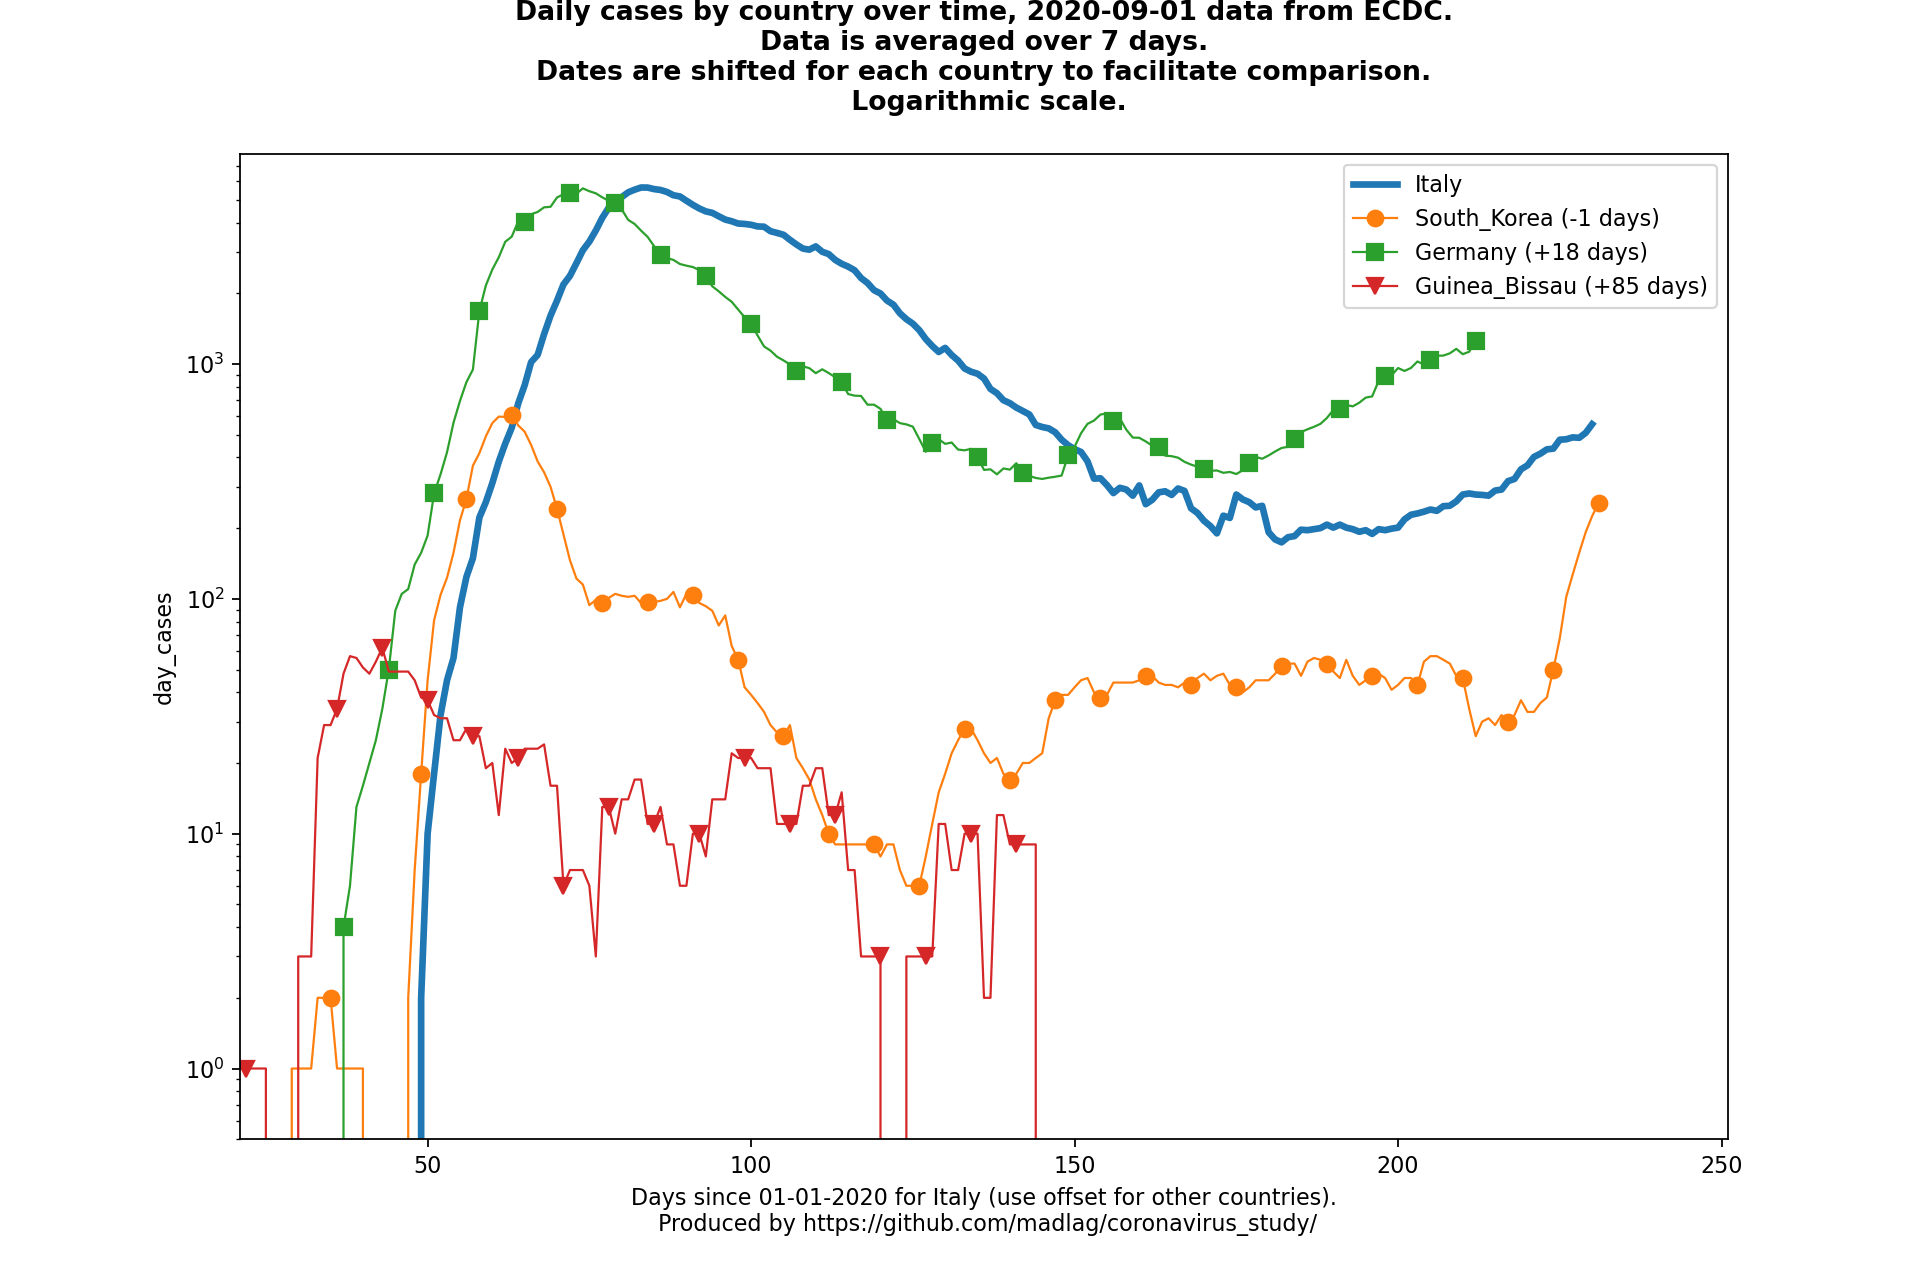 Daily cases by country over time, 2020-09-01 data from ECDC.
Data is averaged over 7 days.
Dates are shifted for each country to facilitate comparison.
Logarithmic scale.
Italy
South_Korea (-1 days)
Germany (+18 days)
Guinea_Bissau (+85 days)
day_cases
10³
10²
10¹
10⁰
50
100
150
200
250
Days since 01-01-2020 for Italy (use offset for other countries).
Produced by https://github.com/madlag/coronavirus_study/